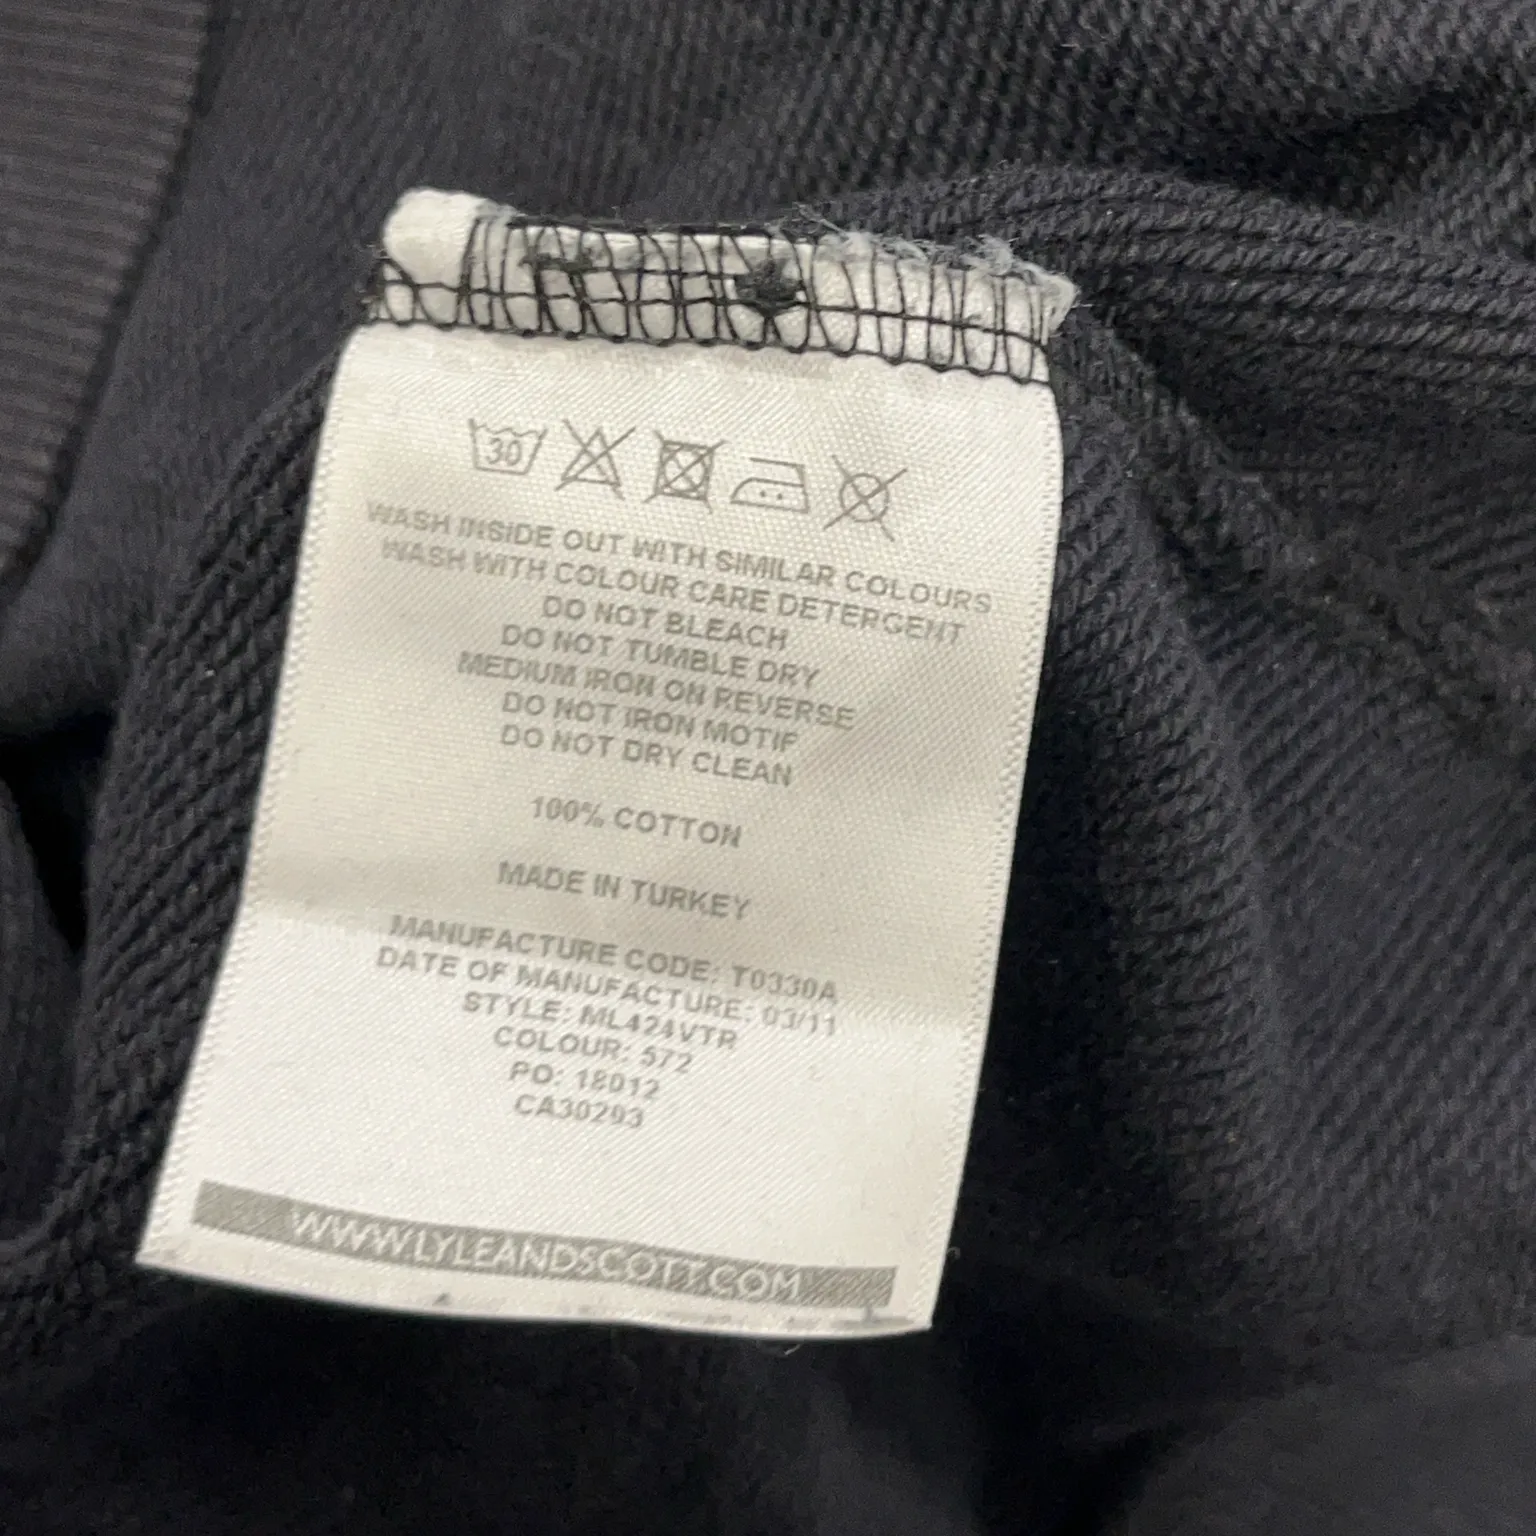 30
WASH INSIDE OUT WITH SIMILAR COLOURS
WASH WITH COLOUR CARE DETERGENT
DO NOT BLEACH
DO NOT TUMBLE DRY
MEDIUM IRON ON REVERSE
DO NOT IRON MOTIF
DO NOT DRY CLEAN
100% COTTON
MADE IN TURKEY
MANUFACTURE CODE: T0330A
DATE OF MANUFACTURE: 03/11
STYLE: ML424VTR
COLOUR: 572
PO: 18012
CA30293
WWW.LYLEANDSCOTT.COM